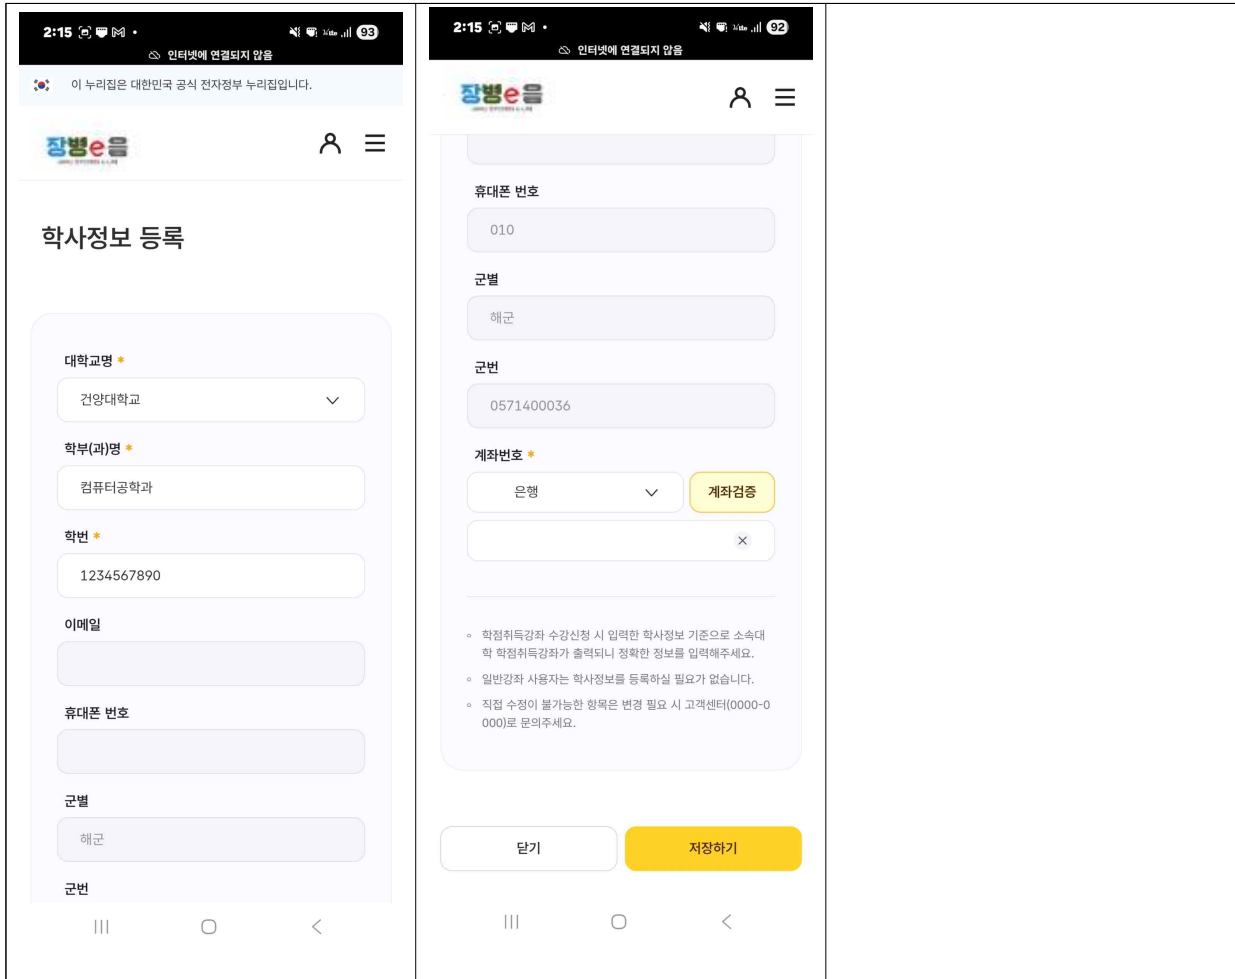 2:15
93
인터넷에 연결되지 않음
이 누리집은 대한민국 공식 전자정부 누리집입니다.
장병e음
학사정보 등록
대학교명 *
건양대학교
학부(과)명 *
컴퓨터공학과
학번 *
1234567890
이메일
휴대폰 번호
군별
해군
군번
2:15
92
인터넷에 연결되지 않음
장병e음
휴대폰 번호
010
군별
해군
군번
0571400036
계좌번호 *
은행
계좌검증
학점취득강좌 수강신청 시 입력한 학사정보 기준으로 소속대
학 학점취득강좌가 출력되니 정확한 정보를 입력해주세요.
일반강좌 사용자는 학사정보를 등록하실 필요가 없습니다.
직접 수정이 불가능한 항목은 변경 필요 시 고객센터(0000-0
000)로 문의주세요.
닫기
저장하기